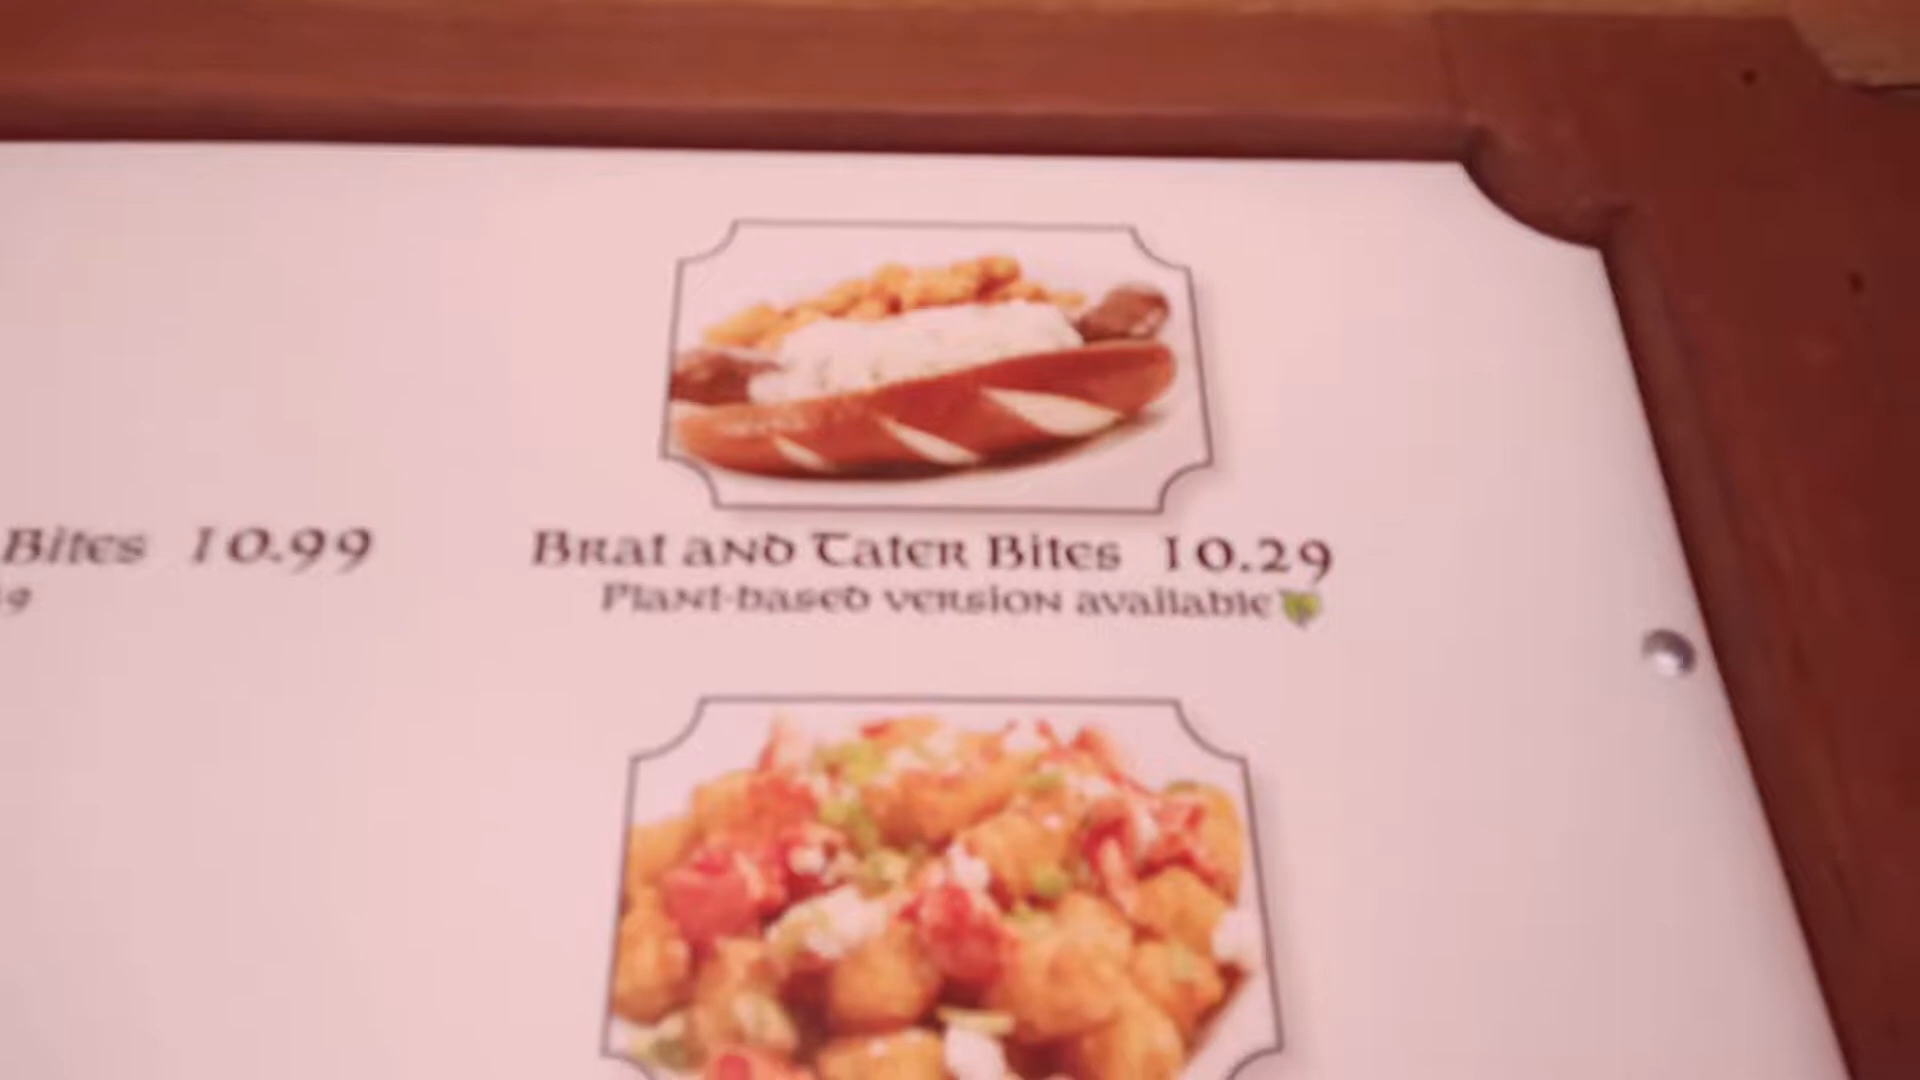 Bites 10.99
Brat and Tater Bites 10.29
Plant-based version available